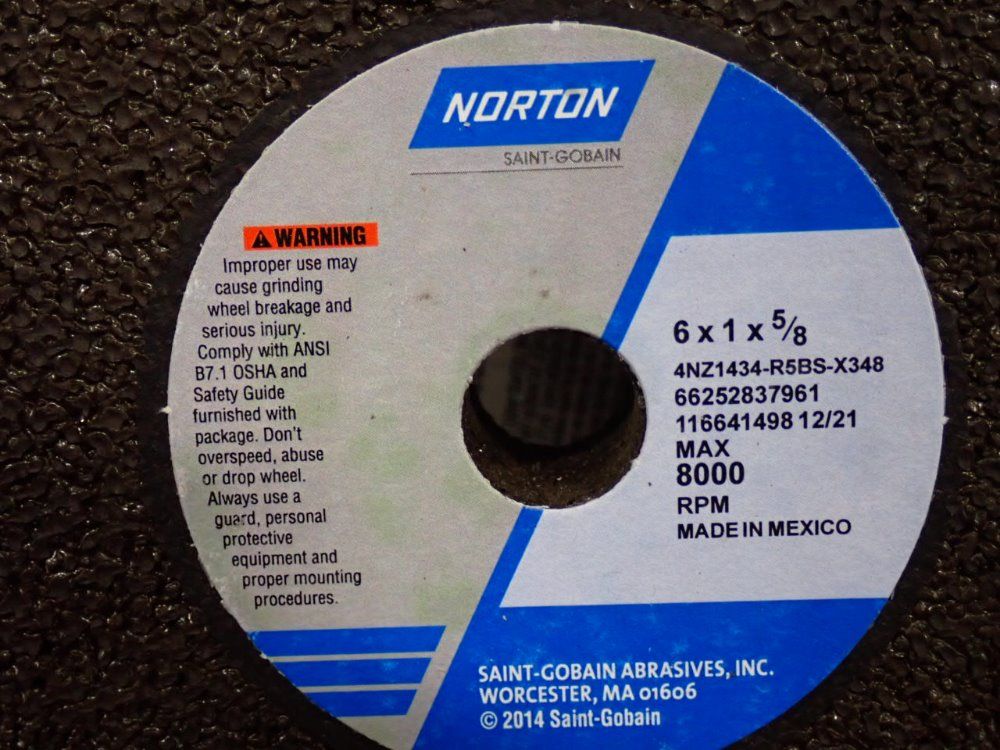 NORTON
SAINT-GOBAIN
WARNING
Improper use may
cause grinding
wheel breakage and
serious injury.
Comply with ANSI
B7.1 OSHA and
Safety Guide
furnished with
package. Don't
overspeed, abuse
or drop wheel.
Always use a
guard, personal
protective
equipment and
proper mounting
procedures.
6 x 1 x 5/8
4NZ1434-R5BS-X348
66252837961
116641498 12/21
MAX
8000
RPM
MADE IN MEXICO
SAINT-GOBAIN ABRASIVES, INC.
WORCESTER, MA 01606
© 2014 Saint-Gobain